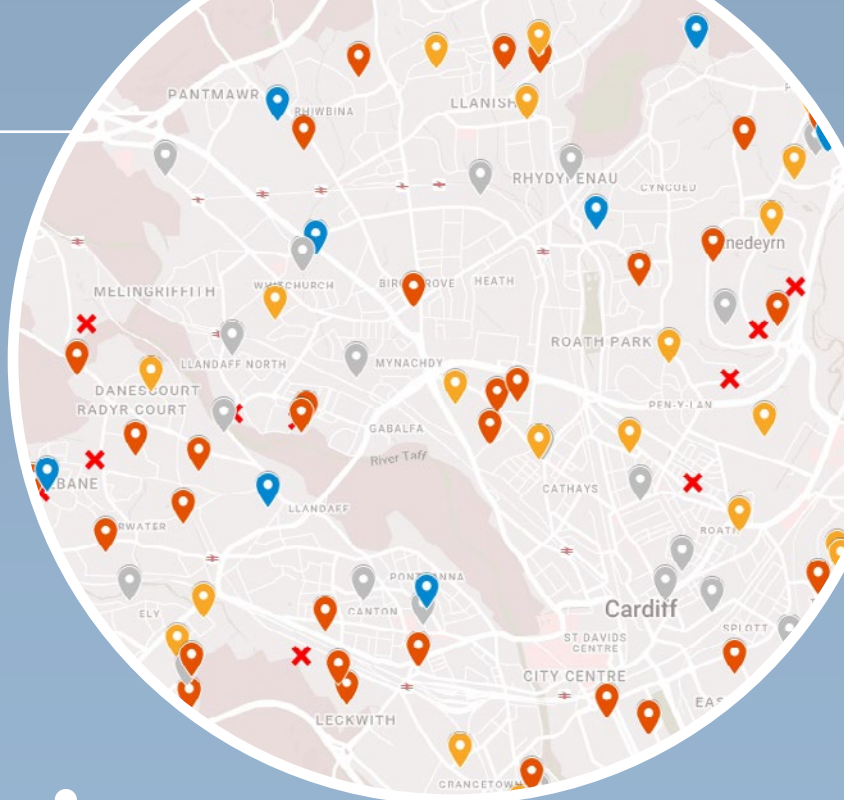 PANTMAWR
RHIWBINA
LLANISH
RHYDYPENAU
CYNCOED
nedeyrn
MELINGRIFFITH
WHITCHURCH
BIRCHGROVE
HEATH
LLANDAFF NORTH
MYNACHDY
ROATH PARK
DANESCOURT
RADYR COURT
PEN-Y-LAN
GABALFA
River Taff
EBANE
CATHAYS
LLANDAFF
RWATER
ROATH
PONTCANNA
ELY
CANTON
Cardiff
SPLOTT
ST DAVIDS
CENTRE
CITY CENTRE
EAS
LECKWITH
GRANGETOWN